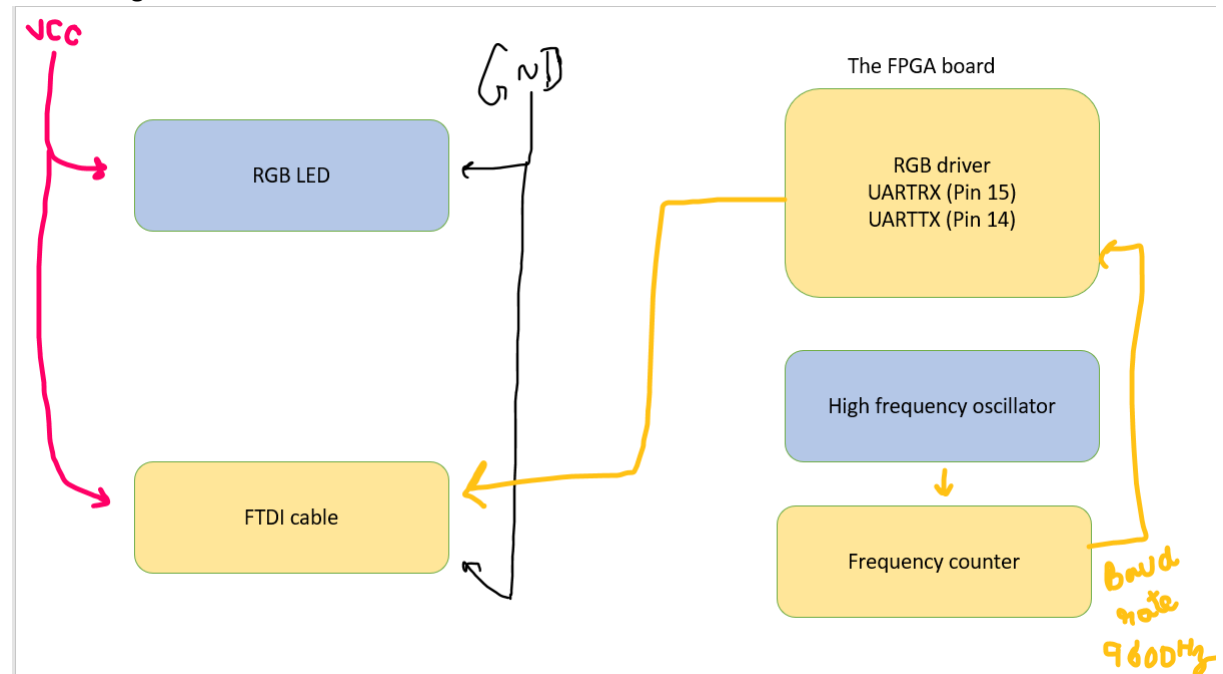 VCC
GND
The FPGA board
RGB LED
RGB driver
UARTRX (Pin 15)
UARTTX (Pin 14)
High frequency oscillator
FTDI cable
Frequency counter
Baud
rate
9600Hz